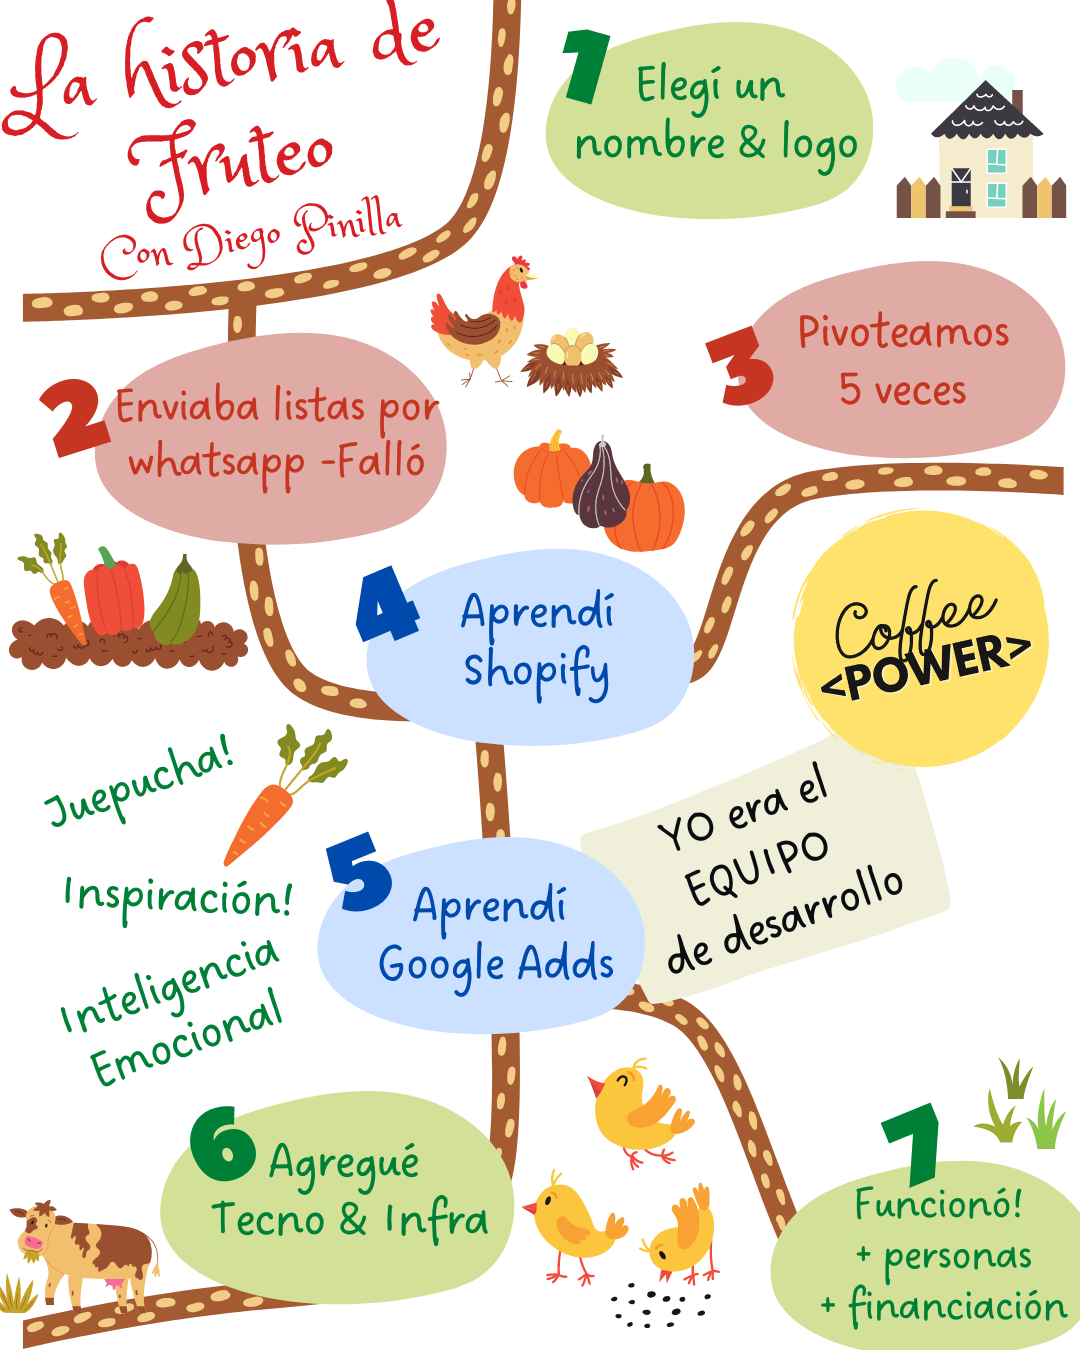 La historia de
Fruteo
Con Diego Pinilla
1
Elegí un
nombre & logo
2
Enviaba listas por
whatsapp -Falló
3
Pivoteamos
5 veces
4
Aprendí
Shopify
Coffee
<POWER>
Juepucha!
Inspiración!
Inteligencia
Emocional
5
Aprendí
Google Adds
YO era el
EQUIPO
de desarrollo
6
Agregué
Tecno & Infra
7
Funcionó!
+ personas
+ financiación